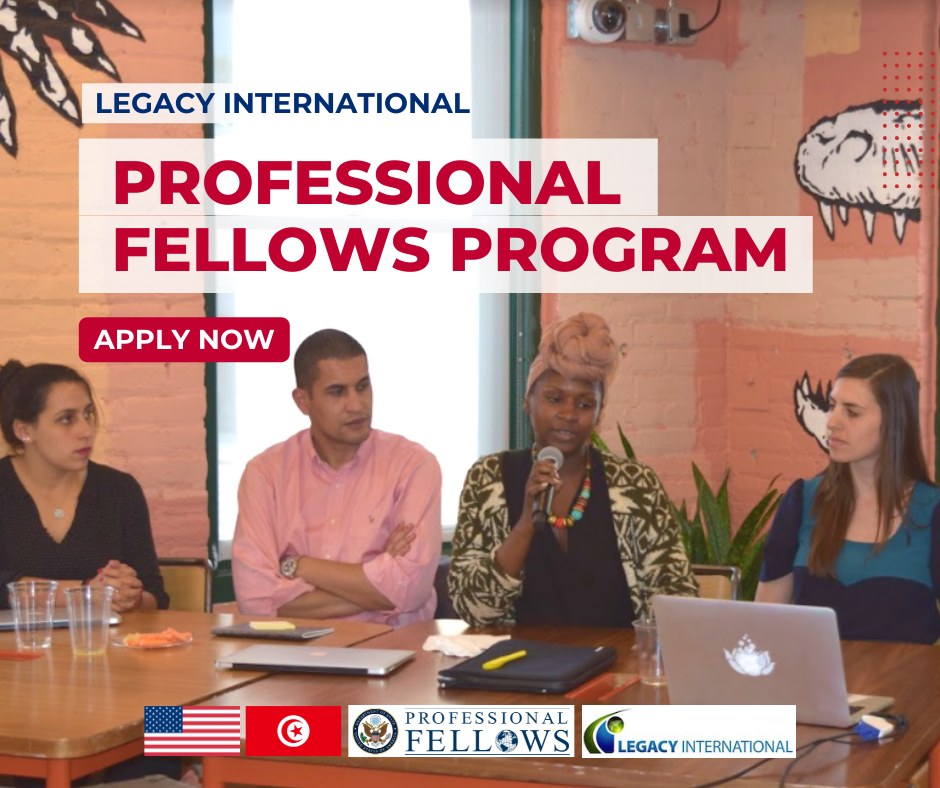 LEGACY INTERNATIONAL
PROFESSIONAL
FELLOWS PROGRAM
APPLY NOW
PROFESSIONAL
FELLOWS
LEGACY INTERNATIONAL